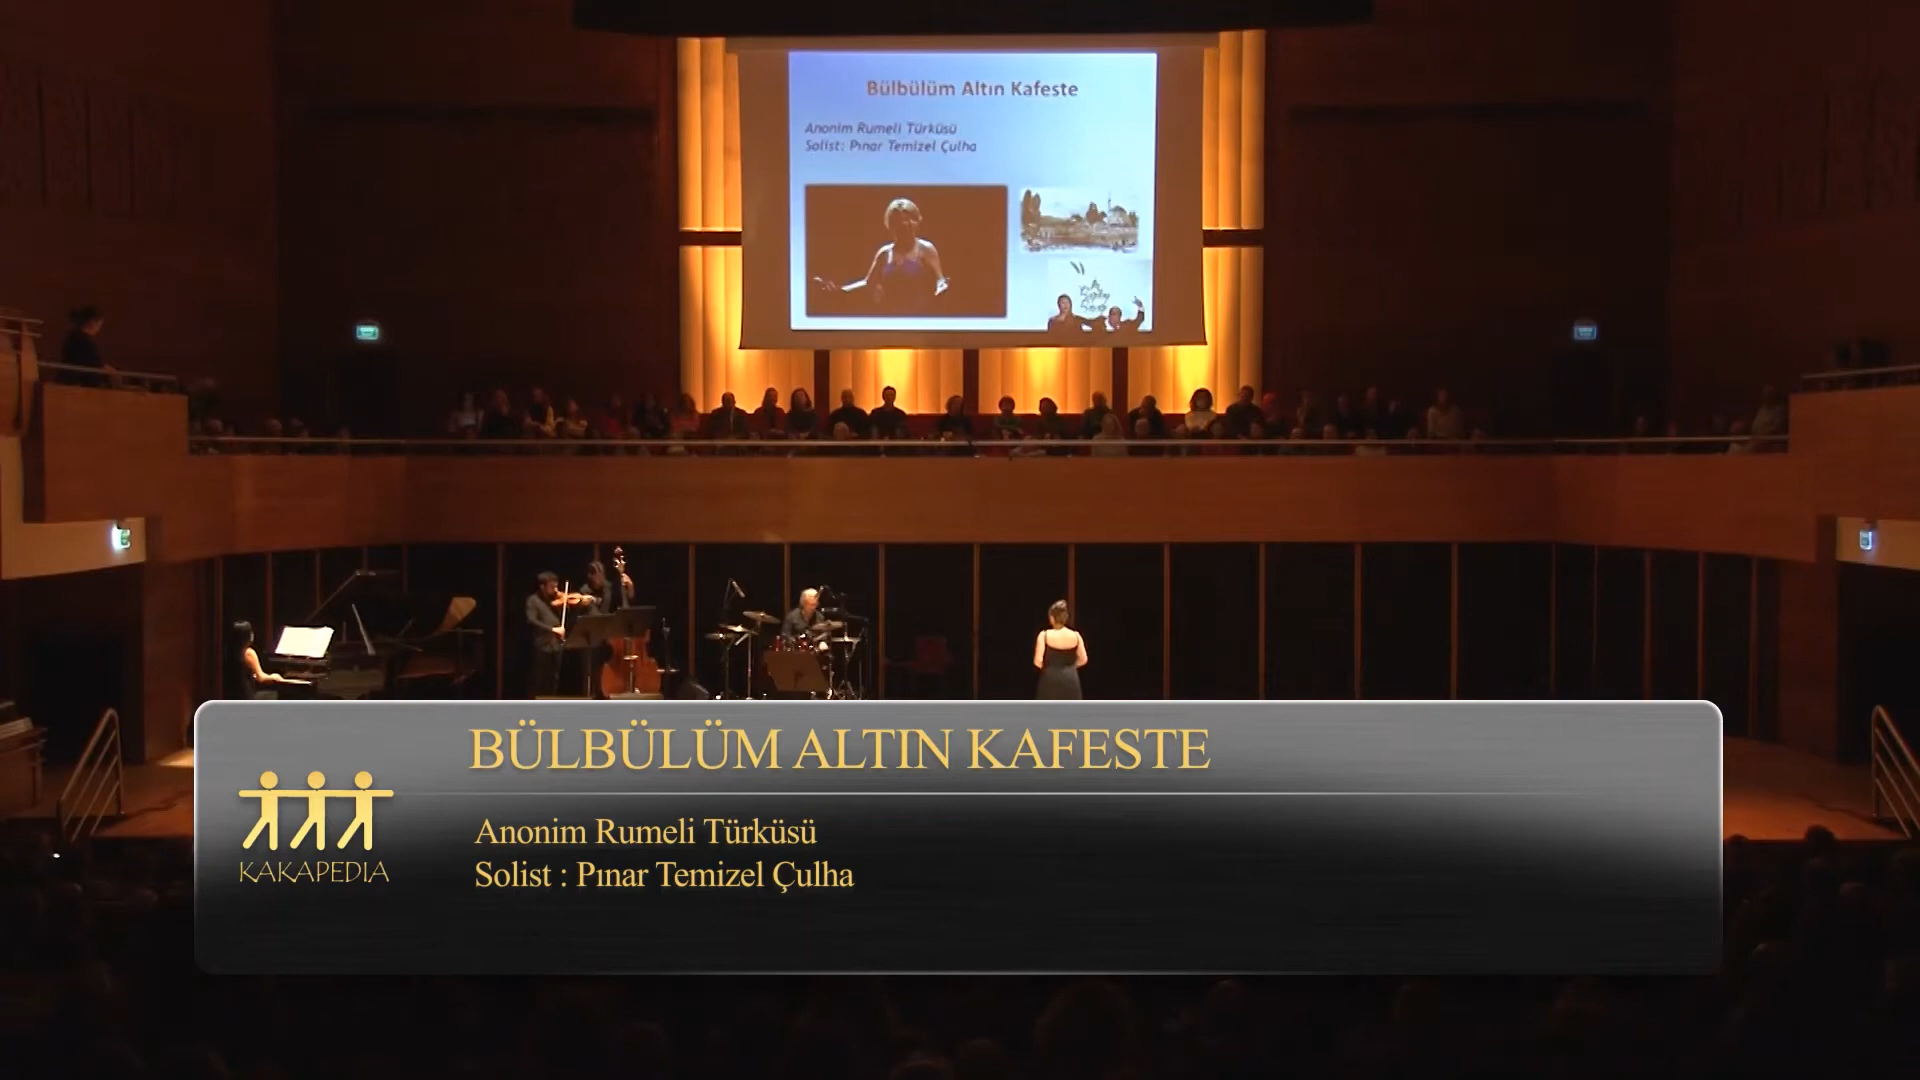 Bülbülüm Altın Kafeste
Anonim Rumeli Türküsü
Solist: Pınar Temizel Çulha
BÜLBÜLÜM ALTIN KAFESTE
Anonim Rumeli Türküsü
Solist : Pınar Temizel Çulha
KAKAPEDIA